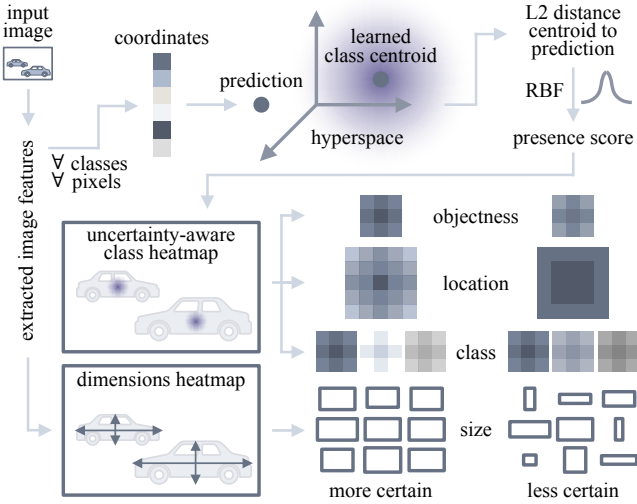 input
image
coordinates
prediction
learned
class centroid
hyperspace
L2 distance
centroid to
prediction
RBF
presence score
extracted image features
∀ classes
∀ pixels
uncertainty-aware
class heatmap
objectness
location
class
dimensions heatmap
size
more certain
less certain